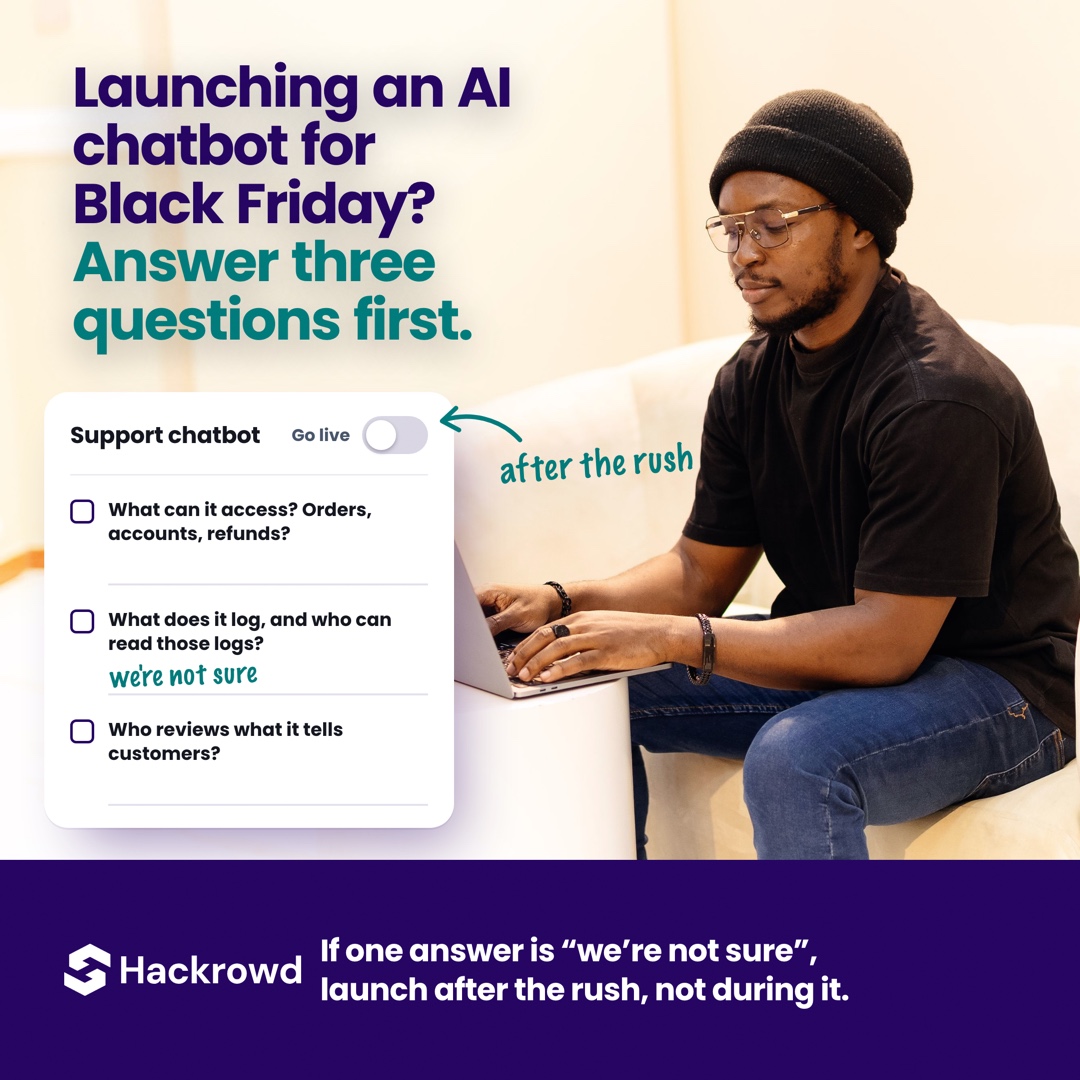 Launching an AI
chatbot for
Black Friday?
Answer three
questions first.
Support chatbot
Go live
after the rush
What can it access? Orders,
accounts, refunds?
What does it log, and who can
read those logs?
we're not sure
Who reviews what it tells
customers?
Hackrowd
If one answer is “we’re not sure”,
launch after the rush, not during it.